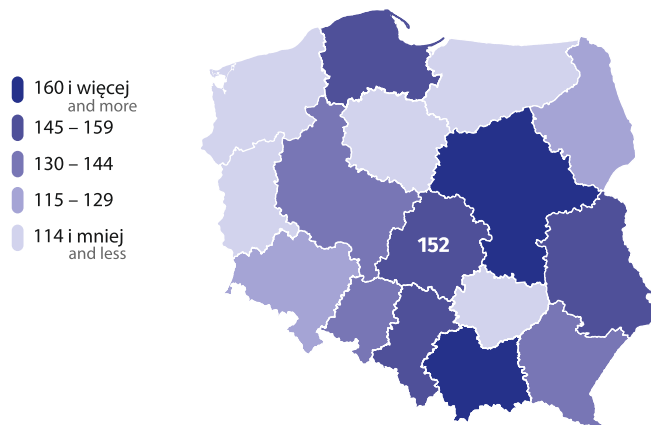 160 i więcej
and more
145 – 159
130 – 144
115 – 129
114 i mniej
and less
152